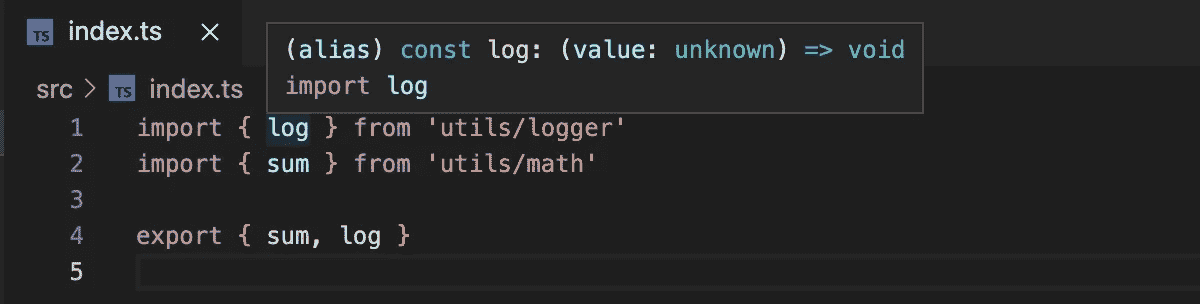 TS index.ts ×
(alias) const log: (value: unknown) => void
import log
src > TS index.ts
1 import { log } from 'utils/logger'
2 import { sum } from 'utils/math'
3
4 export { sum, log }
5